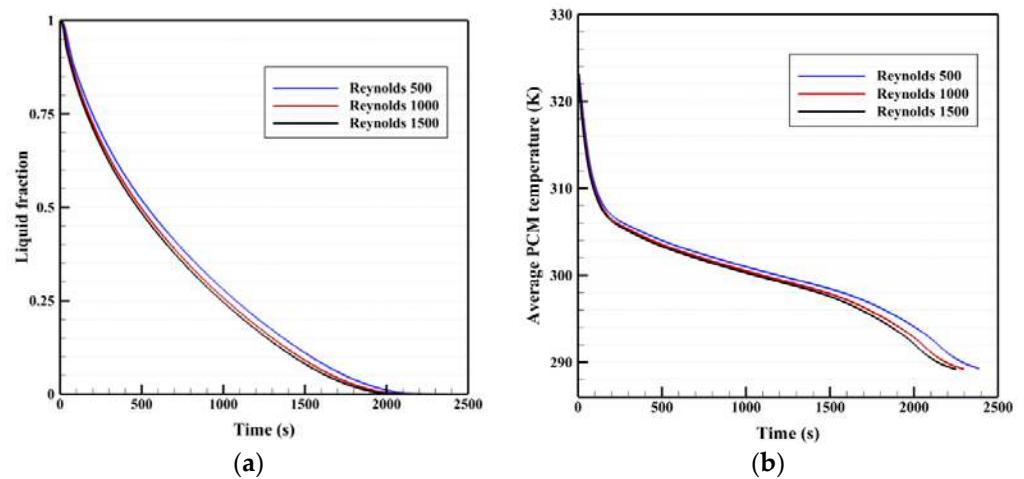 1
0.75
0.5
0.25
0
Liquid fraction
Reynolds 500
Reynolds 1000
Reynolds 1500
0 500 1000 1500 2000 2500
Time (s)
(a)
330
320
310
300
290
Average PCM temperature (K)
Reynolds 500
Reynolds 1000
Reynolds 1500
0 500 1000 1500 2000 2500
Time (s)
(b)